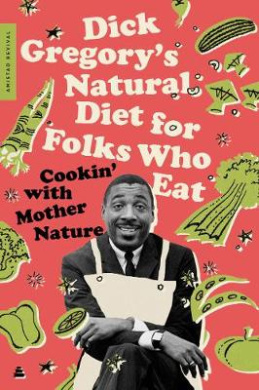 AMISTAD REVIVAL
Dick
Gregory's
Natural
Diet for
Folks Who
Eat
Cookin'
with
Mother
Nature